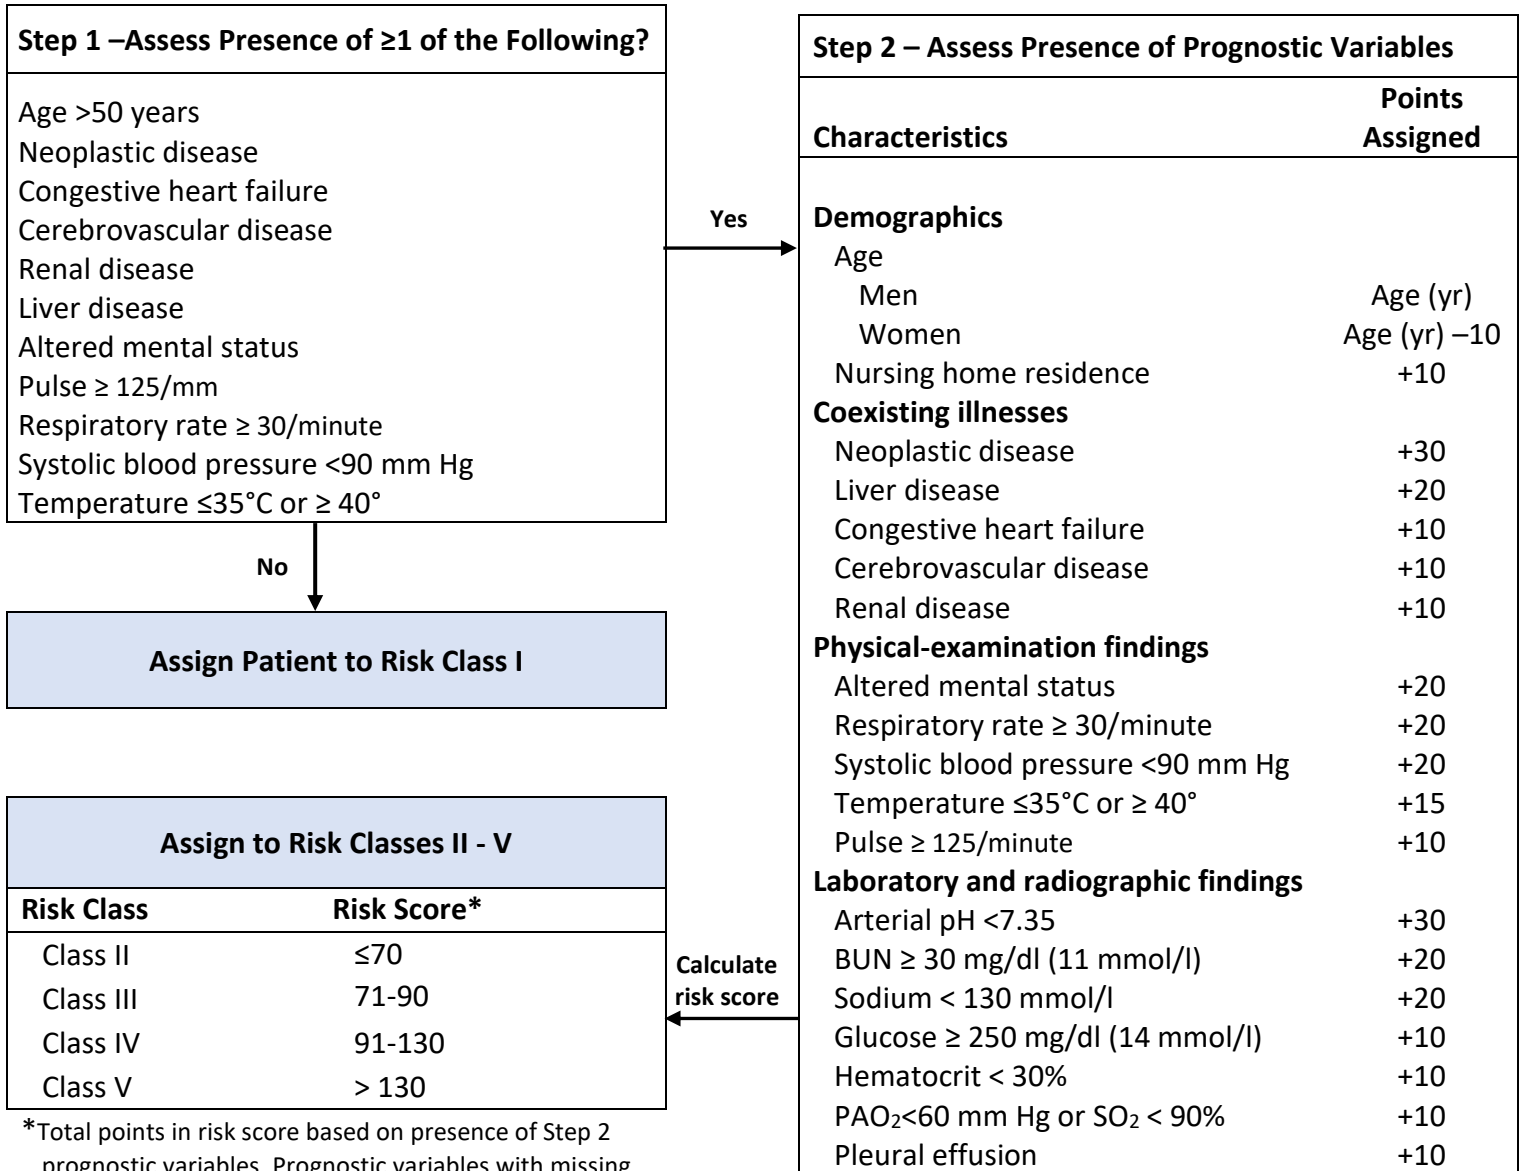 Step 1 –Assess Presence of ≥1 of the Following?
Age >50 years
Neoplastic disease
Congestive heart failure
Cerebrovascular disease
Renal disease
Liver disease
Altered mental status
Pulse ≥ 125/mm
Respiratory rate ≥ 30/minute
Systolic blood pressure <90 mm Hg
Temperature ≤35°C or ≥ 40°
Yes
No
Assign Patient to Risk Class I
Step 2 – Assess Presence of Prognostic Variables
Characteristics Points Assigned
Demographics
Age
Men Age (yr)
Women Age (yr) –10
Nursing home residence +10
Coexisting illnesses
Neoplastic disease +30
Liver disease +20
Congestive heart failure +10
Cerebrovascular disease +10
Renal disease +10
Physical-examination findings
Altered mental status +20
Respiratory rate ≥ 30/minute +20
Systolic blood pressure <90 mm Hg +20
Temperature ≤35°C or ≥ 40° +15
Pulse ≥ 125/minute +10
Laboratory and radiographic findings
Arterial pH <7.35 +30
BUN ≥ 30 mg/dl (11 mmol/l) +20
Sodium < 130 mmol/l +20
Glucose ≥ 250 mg/dl (14 mmol/l) +10
Hematocrit < 30% +10
PAO₂<60 mm Hg or SO₂ < 90% +10
Pleural effusion +10
Calculate
risk score
Assign to Risk Classes II - V
Risk Class Risk Score*
Class II ≤70
Class III 71-90
Class IV 91-130
Class V > 130
*Total points in risk score based on presence of Step 2
prognostic variables. Prognostic variables with missing